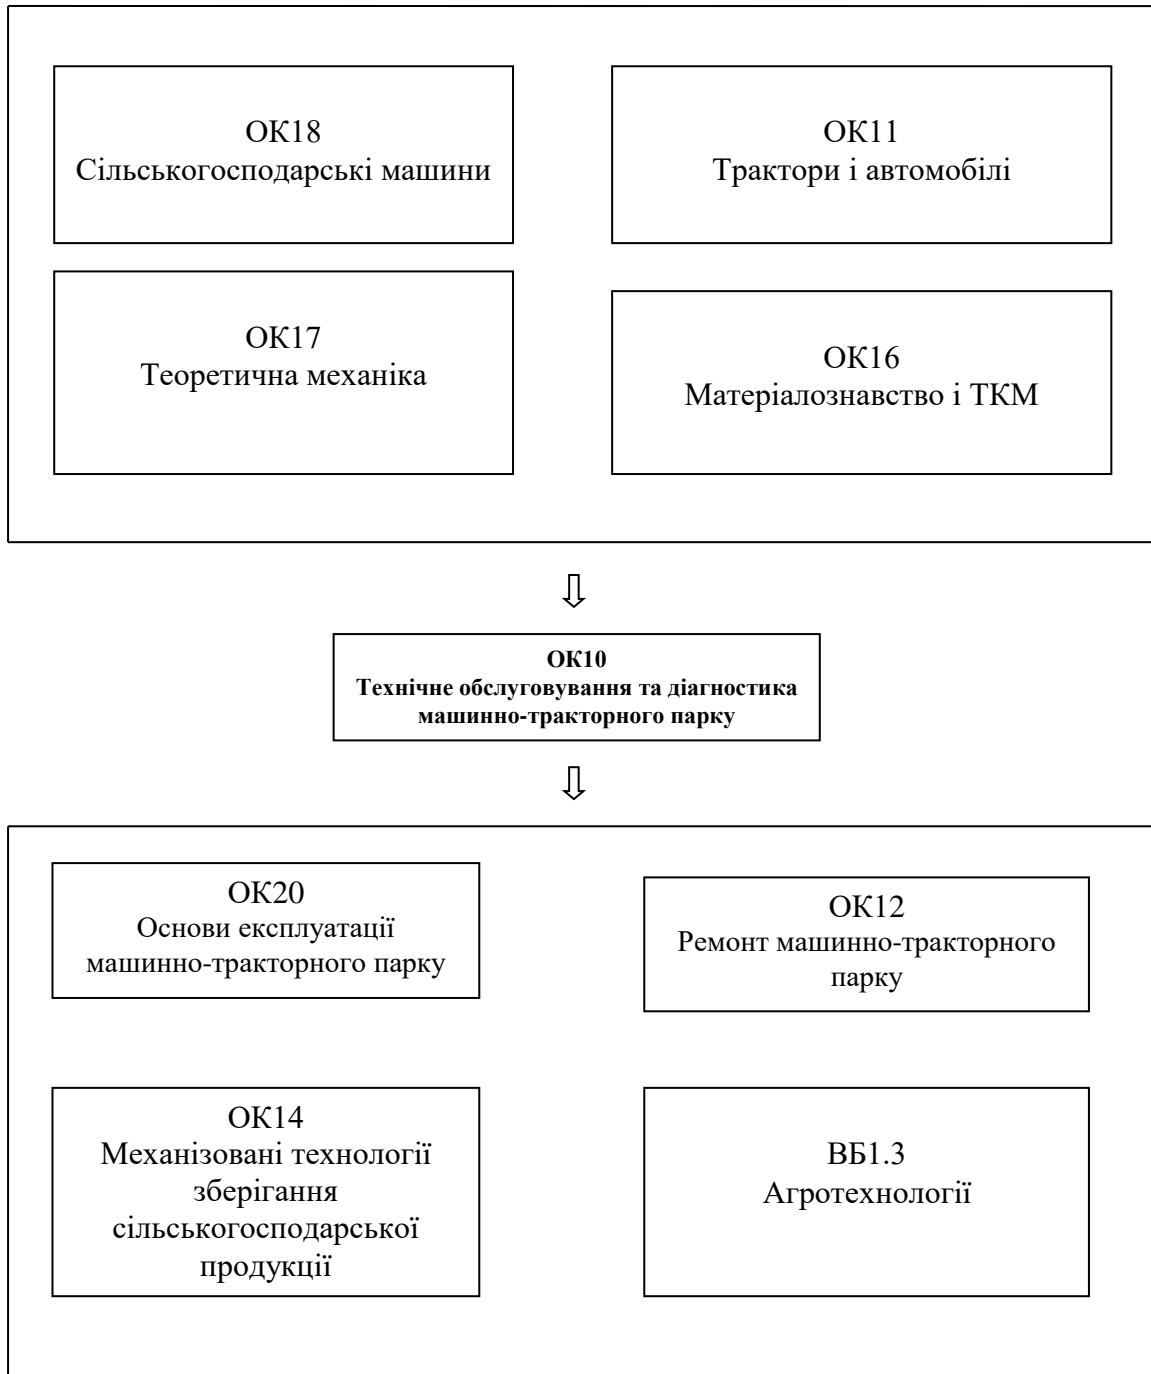 ОК18
Сільськогосподарські машини
ОК11
Трактори і автомобілі
ОК17
Теоретична механіка
ОК16
Матеріалознавство і ТКМ
ОК10
Технічне обслуговування та діагностика
машинно-тракторного парку
ОК20
Основи експлуатації
машинно-тракторного парку
ОК12
Ремонт машинно-тракторного
парку
ОК14
Механізовані технології
зберігання
сільськогосподарської
продукції
ВБ1.3
Агротехнології